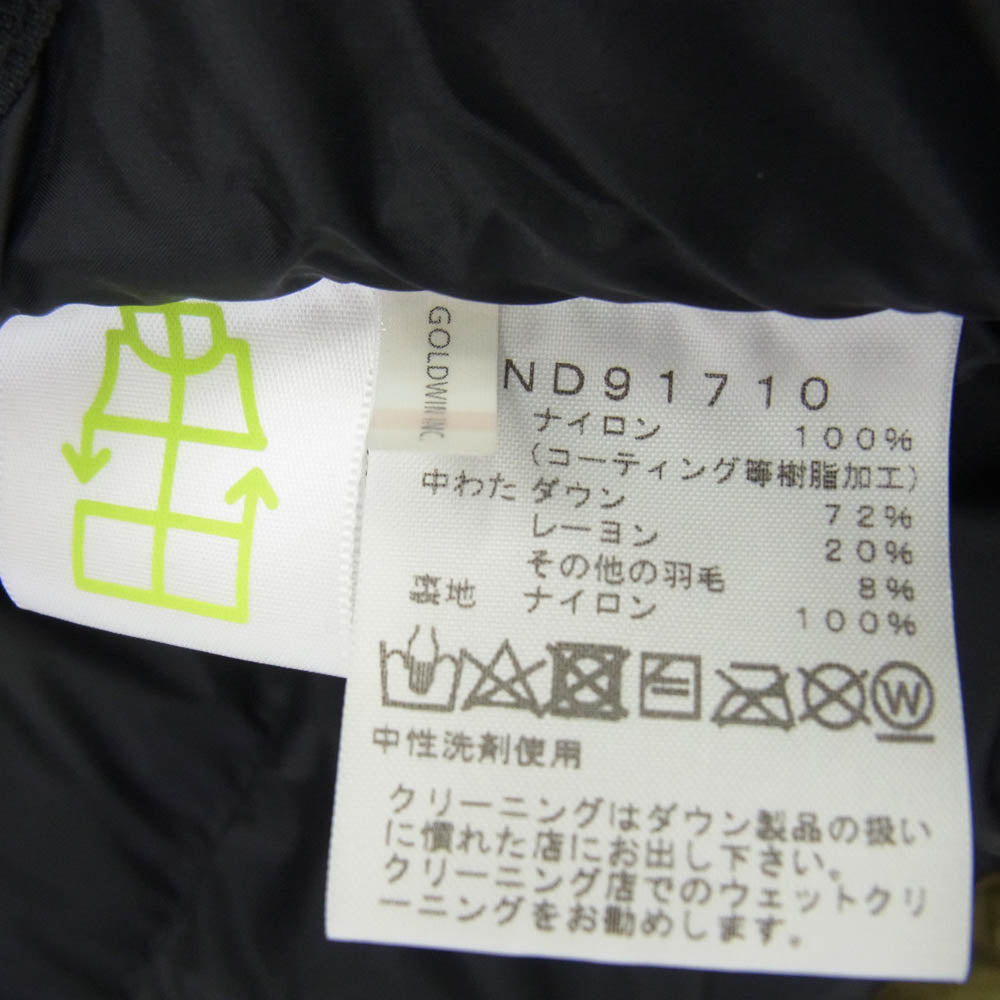 GOLDWIN INC
ND91710
ナイロン 100%
(コーティング等樹脂加工)
中わた ダウン 72%
レーヨン 20%
その他の羽毛 8%
裏地 ナイロン 100%
W
中性洗剤使用
クリーニングはダウン製品の扱い
に慣れた店にお出し下さい。
クリーニング店でのウェットクリ
ーニングをお勧めします。